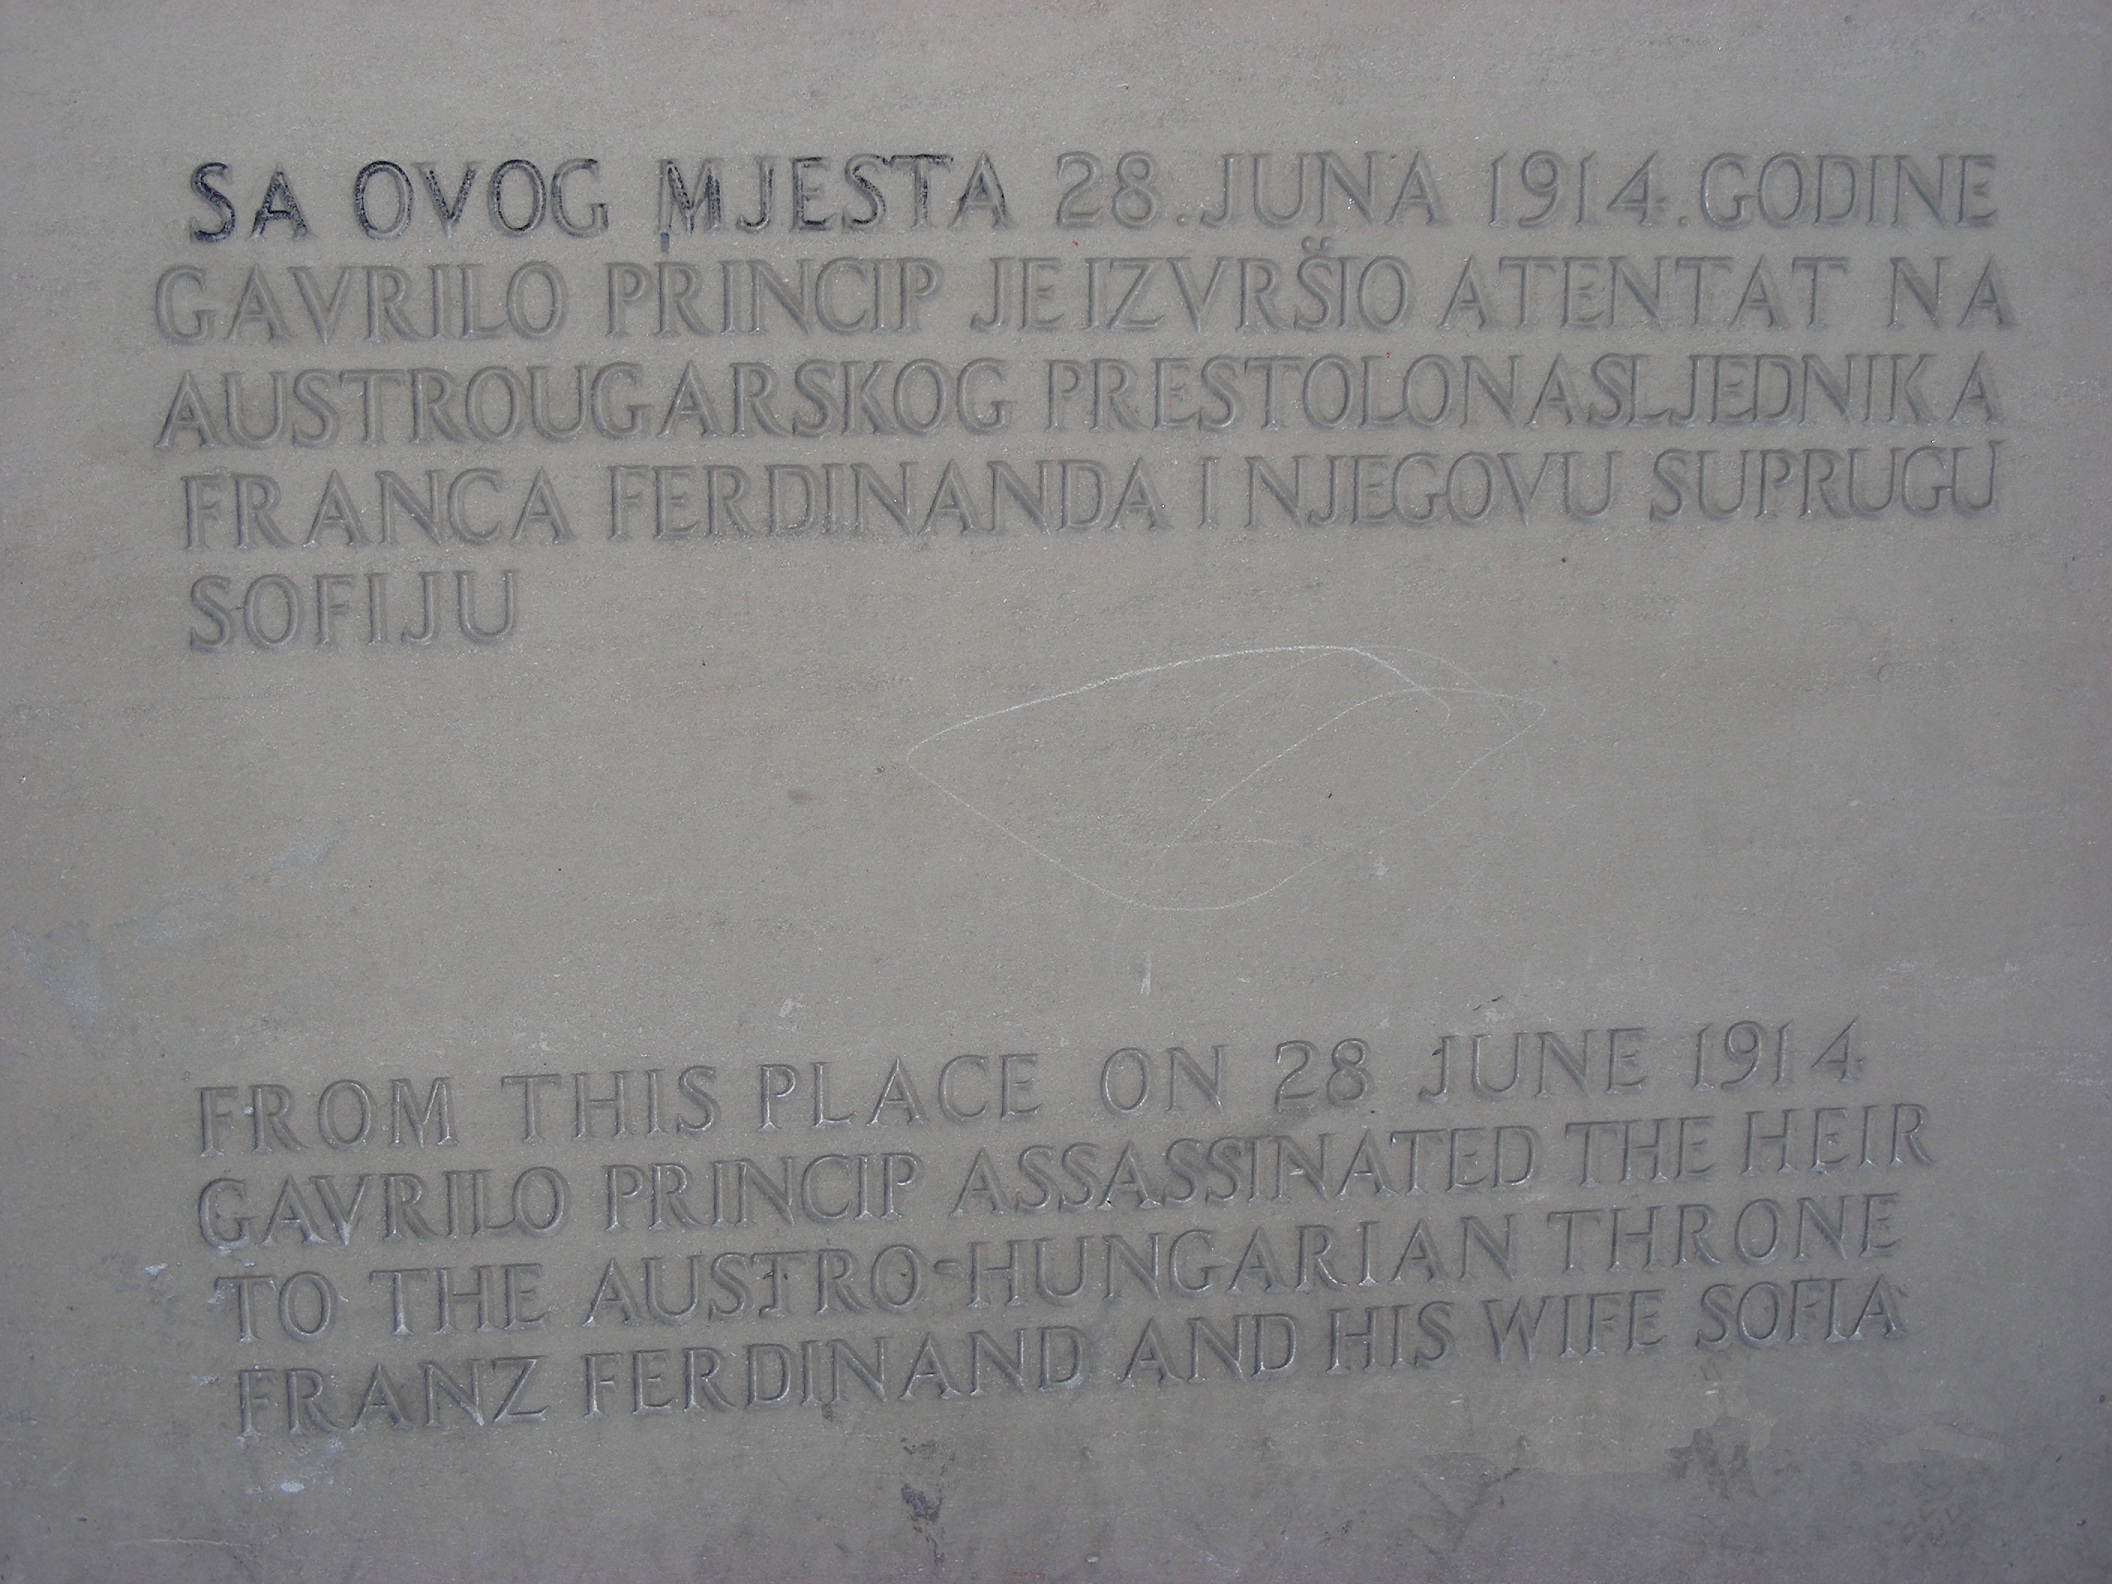 SA OVOG MJESTA 28. JUNA 1914. GODINE
GAVRILO PRINCIP JE IZVRŠIO ATENTAT NA
AUSTROUGARSKOG PRESTOLONASLJEDNIKA
FRANCA FERDINANDA I NJEGOVU SUPRUGU
SOFIJU
FROM THIS PLACE ON 28 JUNE 1914
GAVRILO PRINCIP ASSASSINATED THE HEIR
TO THE AUSTRO-HUNGARIAN THRONE
FRANZ FERDINAND AND HIS WIFE SOFIA